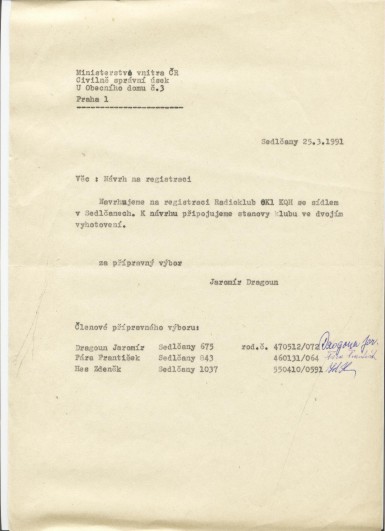 Ministerstvo vnitra ČR
Civilně správní úsek
U Obecního domu č.3
Praha 1
Sedlčany 25.3.1991
Věc : Návrh na registraci
Navrhujeme na registraci Radioklub OK1 KQH se sídlem
v Sedlčanech. K návrhu připojujeme stanovy klubu ve dvojím
vyhotovení.
za přípravný výbor
Jaromír Dragoun
Členové přípravného výboru:
Dragoun Jaromír Sedlčany 675 rod.č. 470512/072 Dragoun Jar.
Fára František Sedlčany 843 460131/064
Hes Zdeněk Sedlčany 1037 550410/0591